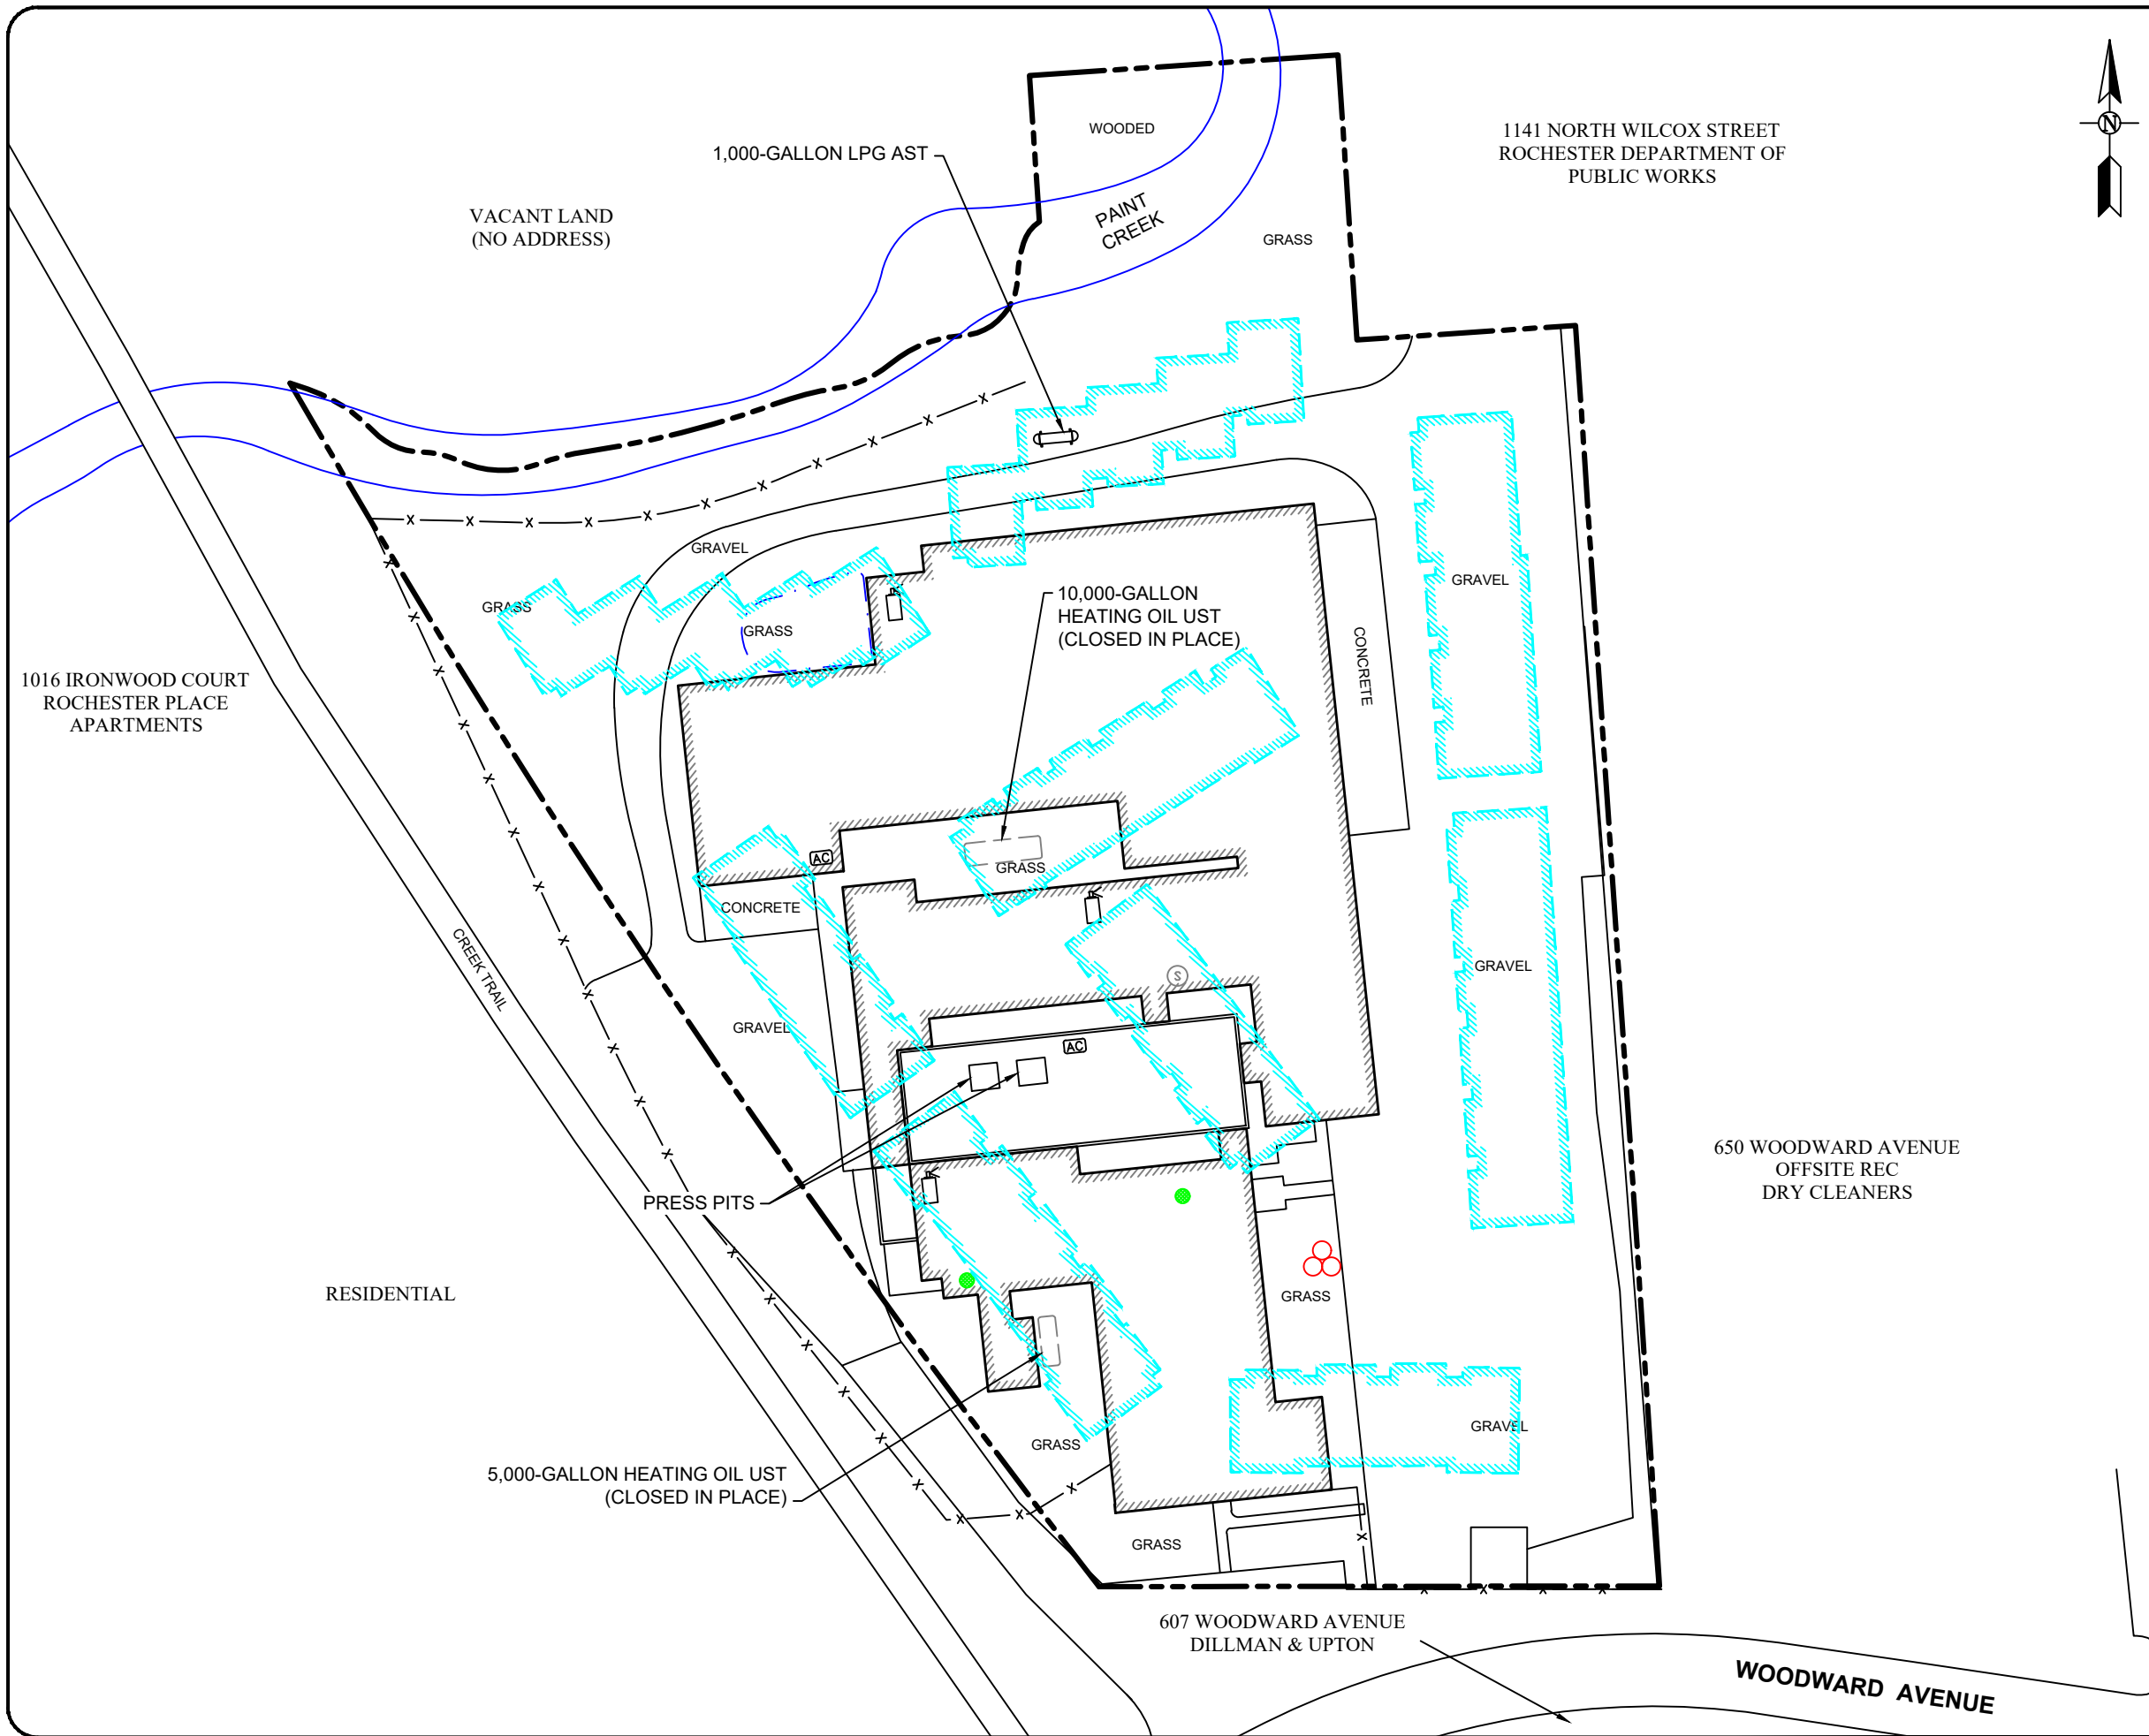 WOODED
1141 NORTH WILCOX STREET
ROCHESTER DEPARTMENT OF
PUBLIC WORKS
N
1,000-GALLON LPG AST
VACANT LAND
(NO ADDRESS)
PAINT
CREEK
GRASS
GRAVEL
GRASS
GRASS
10,000-GALLON
HEATING OIL UST
(CLOSED IN PLACE)
GRAVEL
CONCRETE
1016 IRONWOOD COURT
ROCHESTER PLACE
APARTMENTS
AC
GRASS
CONCRETE
CREEK TRAIL
S
GRAVEL
GRAVEL
AC
PRESS PITS
650 WOODWARD AVENUE
OFFSITE REC
DRY CLEANERS
RESIDENTIAL
GRASS
GRAVEL
GRASS
5,000-GALLON HEATING OIL UST
(CLOSED IN PLACE)
GRASS
607 WOODWARD AVENUE
DILLMAN & UPTON
WOODWARD AVENUE